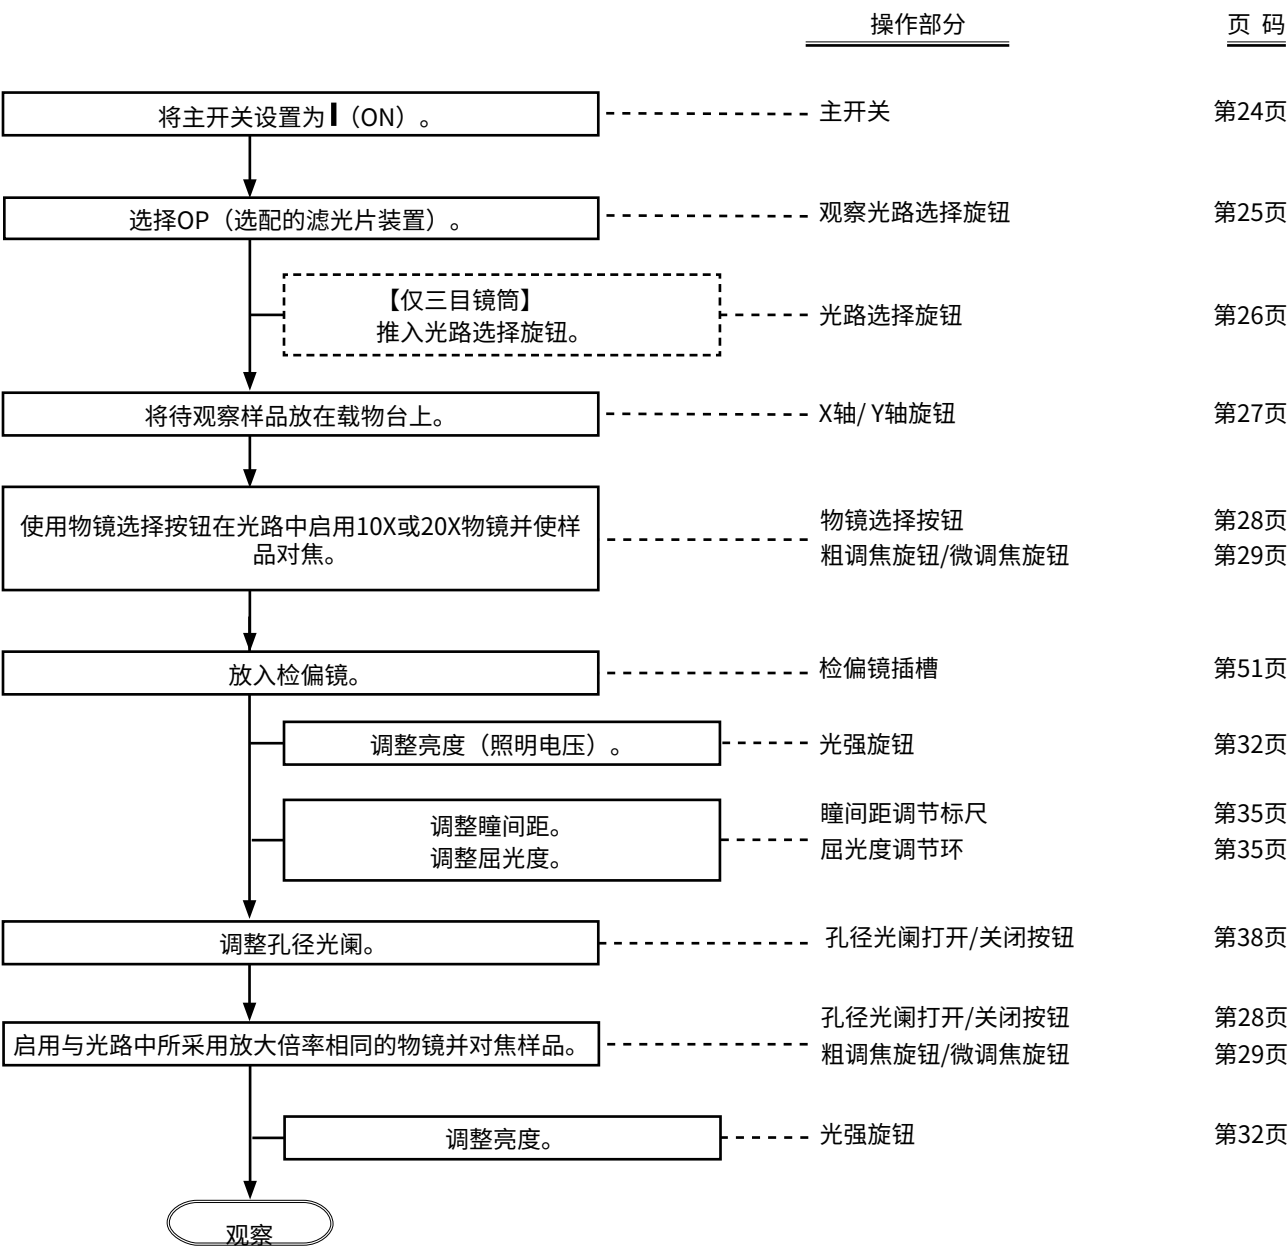 操作部分 页 码
将主开关设置为 I（ON）。 主开关 第24页
选择OP（选配的滤光片装置）。 观察光路选择旋钮 第25页
【仅三目镜筒】
推入光路选择旋钮。 光路选择旋钮 第26页
将待观察样品放在载物台上。 X轴/ Y轴旋钮 第27页
使用物镜选择按钮在光路中启用10X或20X物镜并使样
品对焦。
物镜选择按钮 第28页
粗调焦旋钮/微调焦旋钮 第29页
放入检偏镜。 检偏镜插槽 第51页
调整亮度（照明电压）。 光强旋钮 第32页
调整瞳间距。
调整屈光度。
瞳间距调节标尺 第35页
屈光度调节环 第35页
调整孔径光阑。 孔径光阑打开/关闭按钮 第38页
启用与光路中所采用放大倍率相同的物镜并对焦样品。
孔径光阑打开/关闭按钮 第28页
粗调焦旋钮/微调焦旋钮 第29页
调整亮度。 光强旋钮 第32页
观察